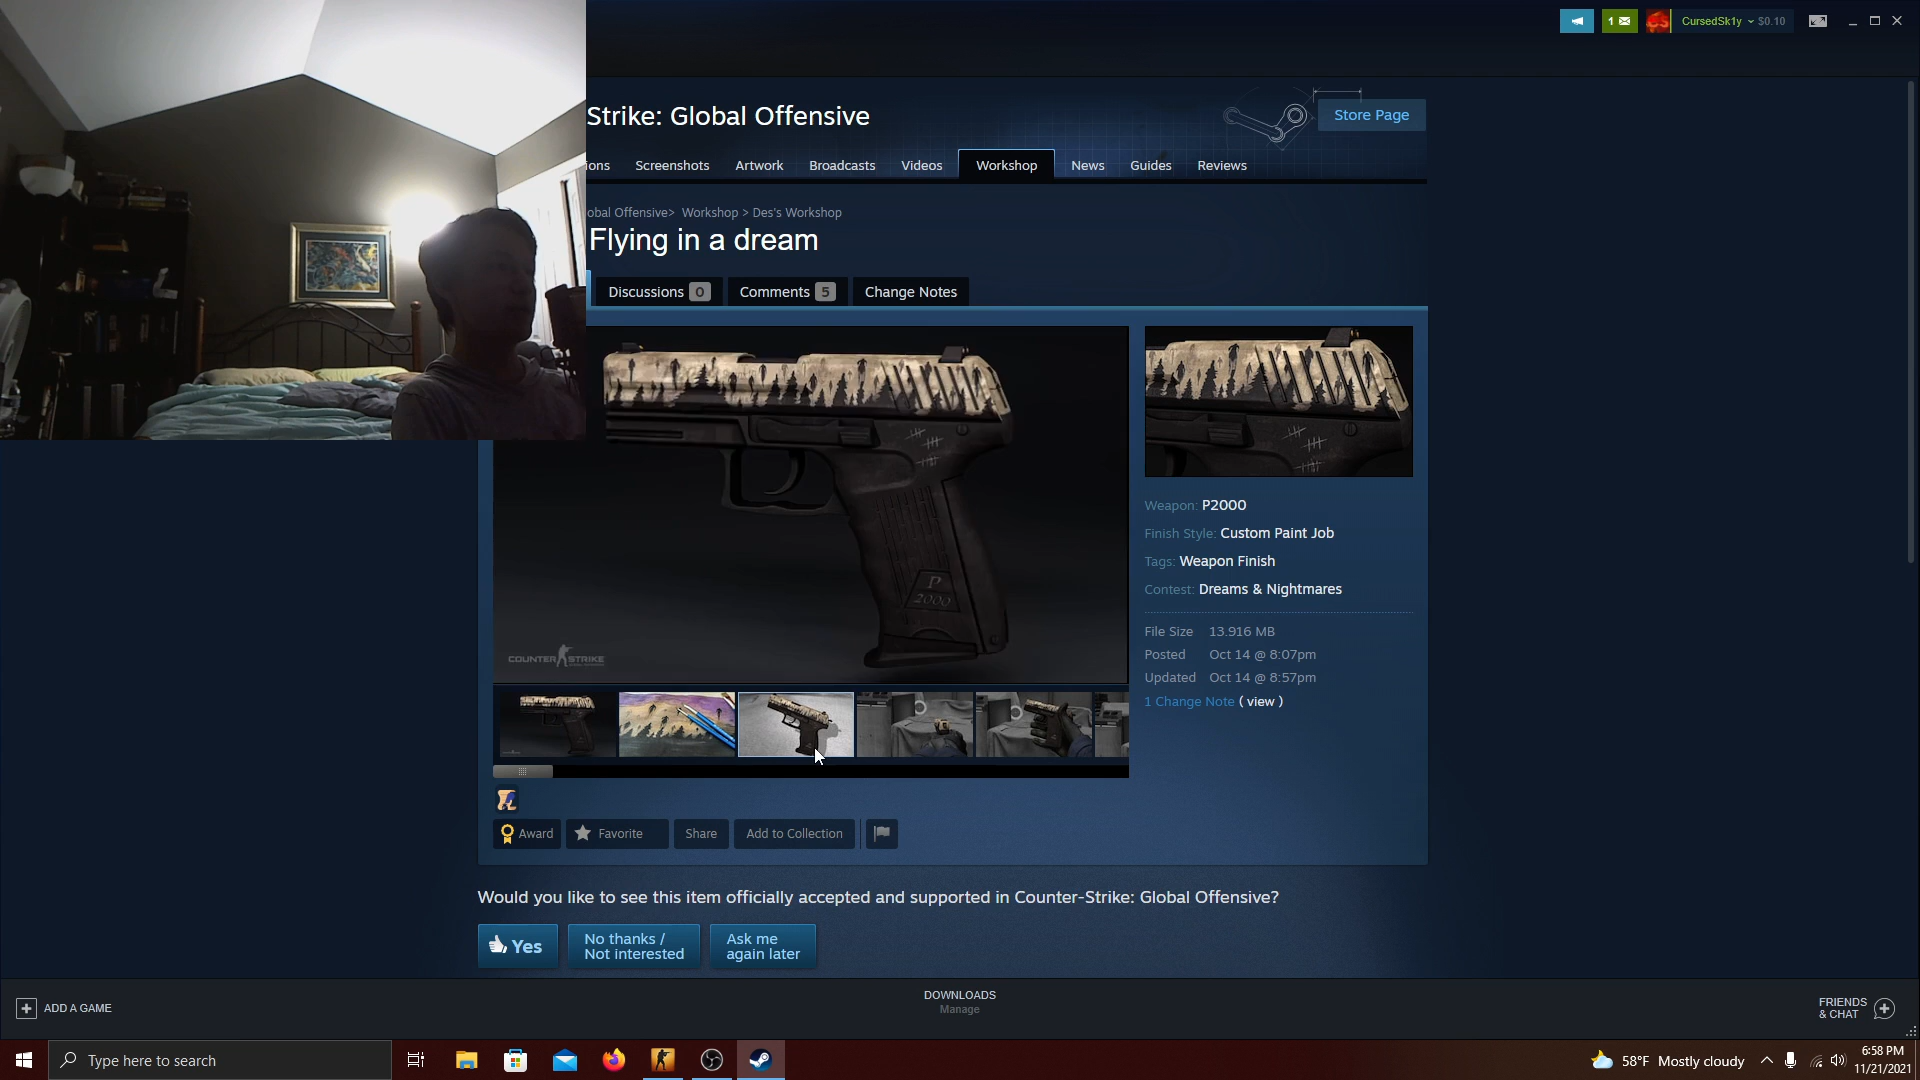 1
CursedSk1y
$0.10
Strike: Global Offensive
Store Page
ions
Screenshots
Artwork
Broadcasts
Videos
Workshop
News
Guides
Reviews
obal Offensive> Workshop > Des's Workshop
Flying in a dream
Discussions 0
Comments 5
Change Notes
P
2000
COUNTER STRIKE
Weapon: P2000
Finish Style: Custom Paint Job
Tags: Weapon Finish
Contest: Dreams & Nightmares
File Size 13.916 MB
Posted Oct 14 @ 8:07pm
Updated Oct 14 @ 8:57pm
1 Change Note ( view )
Award
Favorite
Share
Add to Collection
Would you like to see this item officially accepted and supported in Counter-Strike: Global Offensive?
Yes
No thanks /
Not interested
Ask me
again later
ADD A GAME
DOWNLOADS
Manage
FRIENDS
& CHAT
Type here to search
58°F Mostly cloudy
6:58 PM
11/21/2021